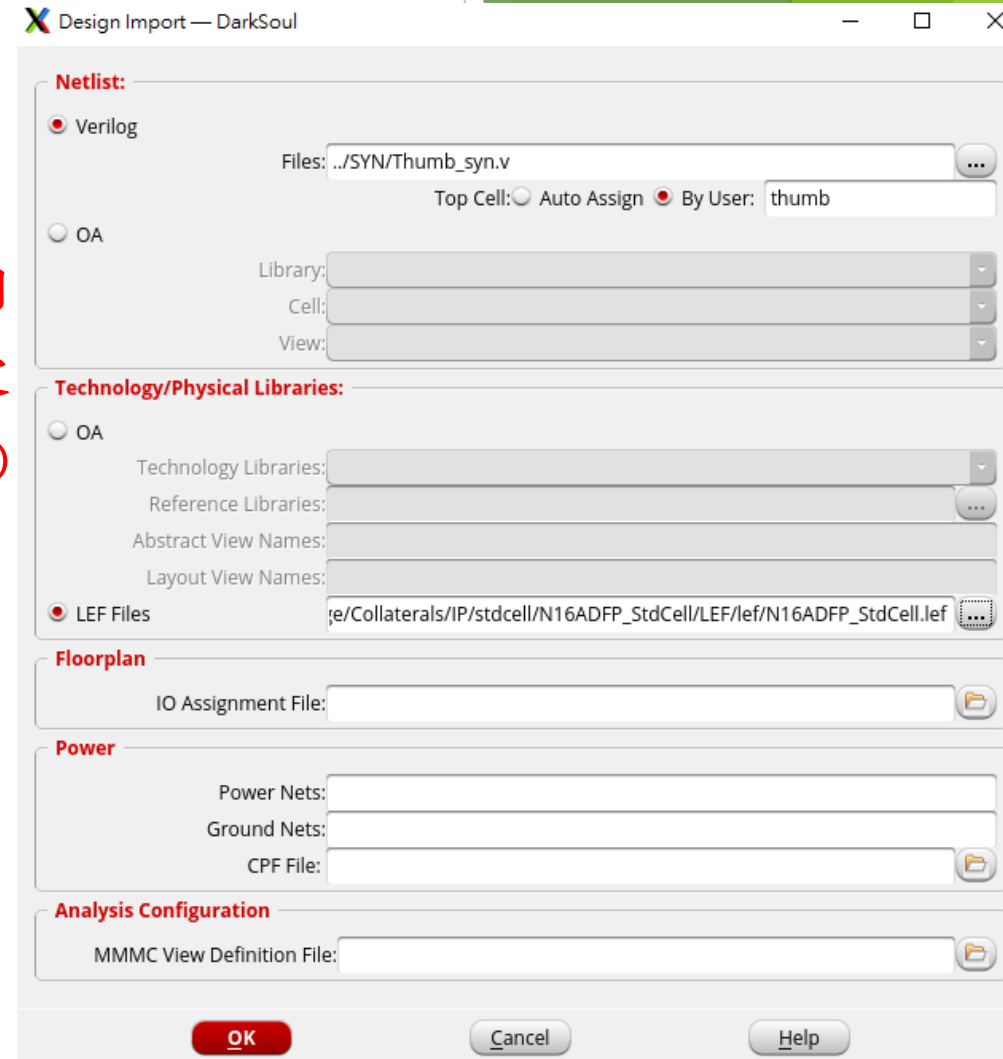 Design Import — DarkSoul
Netlist:
Verilog
Files: ../SYN/Thumb_syn.v ...
Top Cell: Auto Assign By User: thumb
OA
Library:
Cell:
View:
Technology/Physical Libraries:
OA
Technology Libraries:
Reference Libraries: ...
Abstract View Names:
Layout View Names:
LEF Files ge/Collaterals/IP/stdcell/N16ADFP_StdCell/LEF/lef/N16ADFP_StdCell.lef ...
Floorplan
IO Assignment File:
Power
Power Nets:
Ground Nets:
CPF File:
Analysis Configuration
MMMC View Definition File:
OK Cancel Help